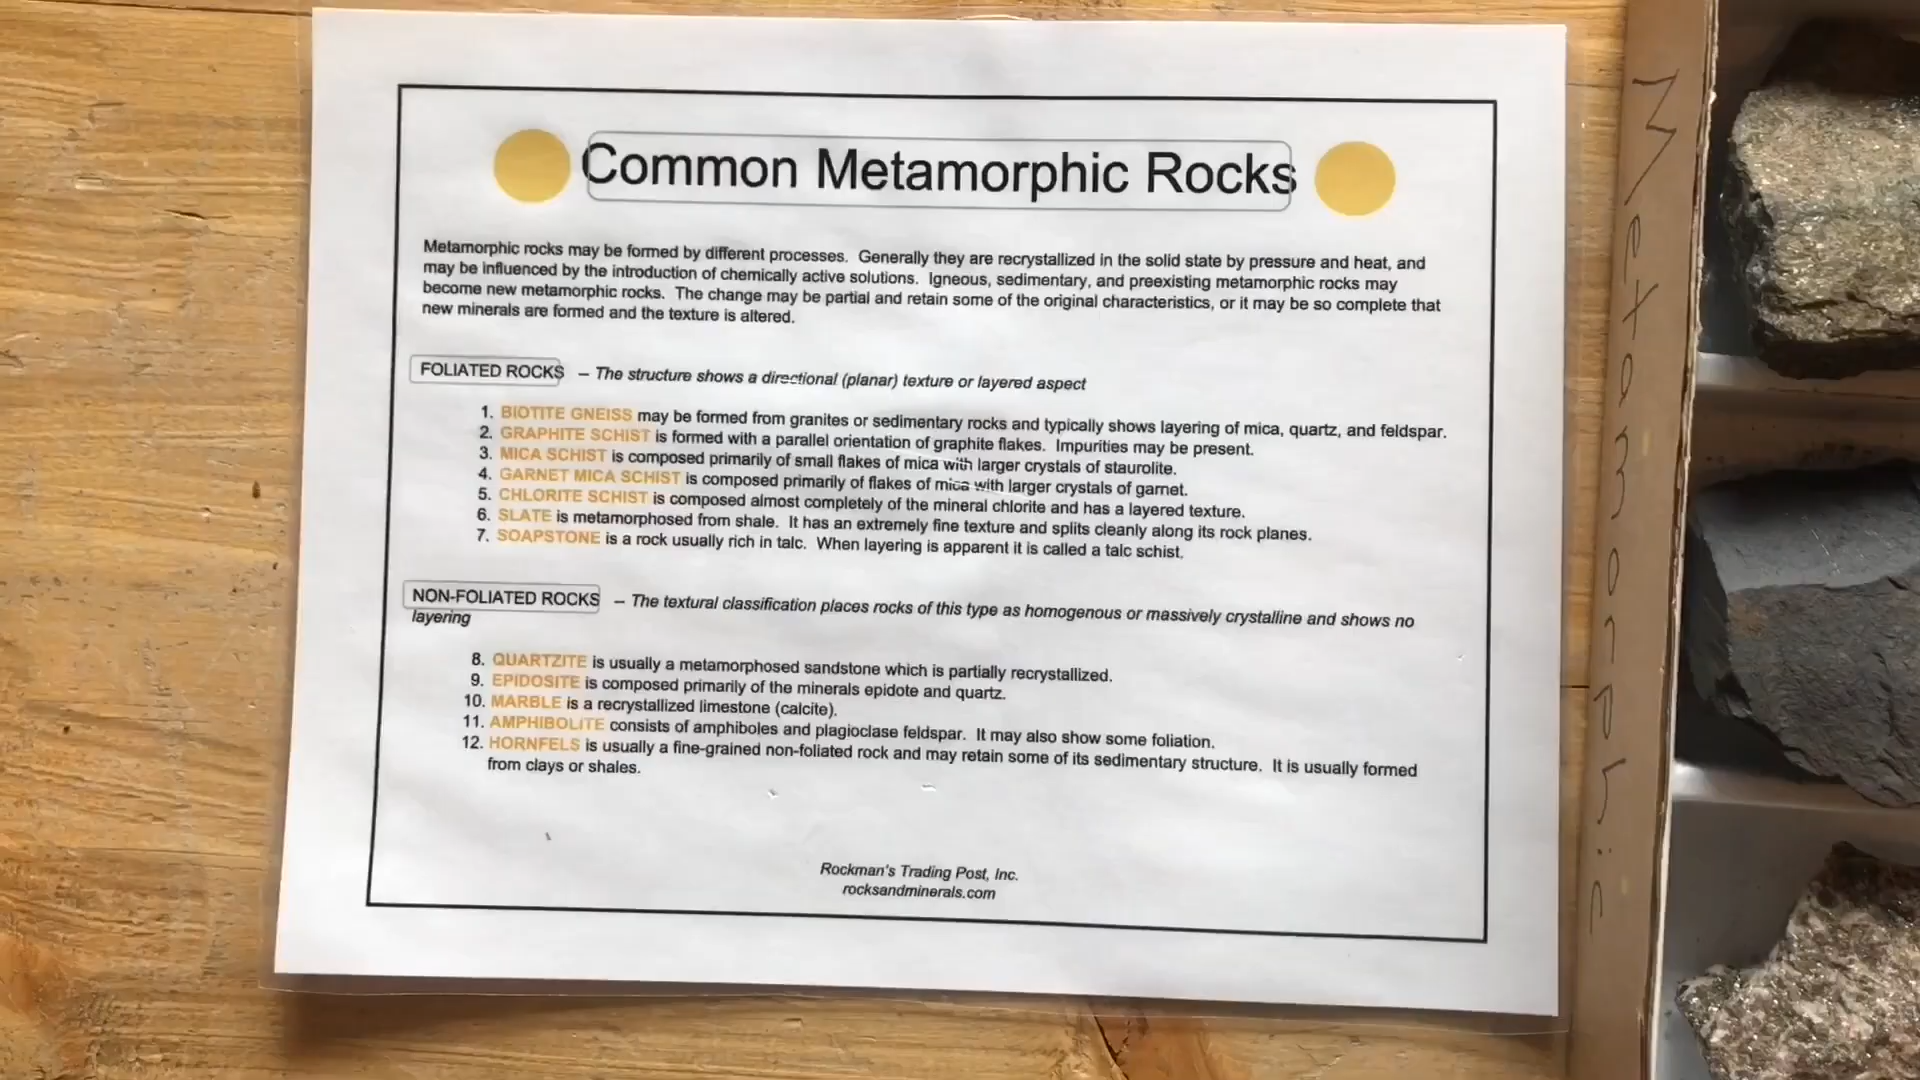 Common Metamorphic Rocks
Metamorphic rocks may be formed by different processes. Generally they are recrystallized in the solid state by pressure and heat, and
may be influenced by the introduction of chemically active solutions. Igneous, sedimentary, and preexisting metamorphic rocks may
become new metamorphic rocks. The change may be partial and retain some of the original characteristics, or it may be so complete that
new minerals are formed and the texture is altered.
FOLIATED ROCKS – The structure shows a directional (planar) texture or layered aspect
1. BIOTITE GNEISS may be formed from granites or sedimentary rocks and typically shows layering of mica, quartz, and feldspar.
2. GRAPHITE SCHIST is formed with a parallel orientation of graphite flakes. Impurities may be present.
3. MICA SCHIST is composed primarily of small flakes of mica with larger crystals of staurolite.
4. GARNET MICA SCHIST is composed primarily of flakes of mica with larger crystals of garnet.
5. CHLORITE SCHIST is composed almost completely of the mineral chlorite and has a layered texture.
6. SLATE is metamorphosed from shale. It has an extremely fine texture and splits cleanly along its rock planes.
7. SOAPSTONE is a rock usually rich in talc. When layering is apparent it is called a talc schist.
NON-FOLIATED ROCKS – The textural classification places rocks of this type as homogenous or massively crystalline and shows no
layering
8. QUARTZITE is usually a metamorphosed sandstone which is partially recrystallized.
9. EPIDOSITE is composed primarily of the minerals epidote and quartz.
10. MARBLE is a recrystallized limestone (calcite).
11. AMPHIBOLITE consists of amphiboles and plagioclase feldspar. It may also show some foliation.
12. HORNFELS is usually a fine-grained non-foliated rock and may retain some of its sedimentary structure. It is usually formed
from clays or shales.
Rockman's Trading Post, Inc.
rocksandminerals.com
Metamorphic